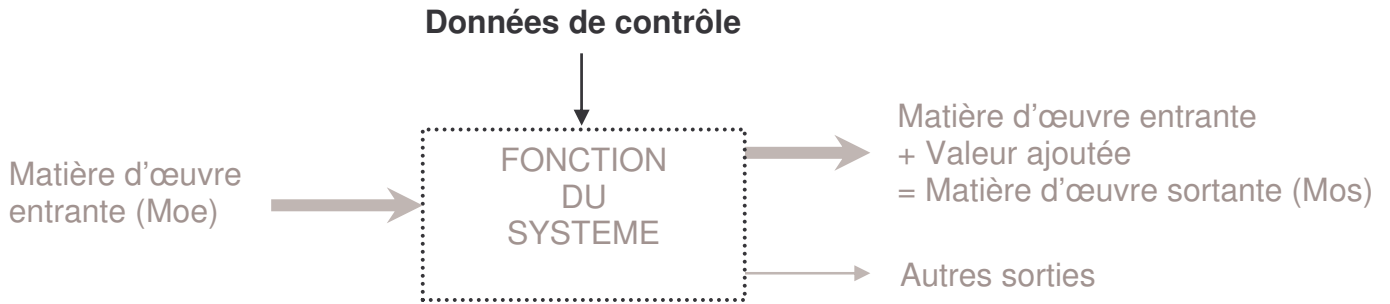 Données de contrôle
Matière d'œuvre
entrante (Moe)
FONCTION
DU
SYSTEME
Matière d'œuvre entrante
+ Valeur ajoutée
= Matière d'œuvre sortante (Mos)
Autres sorties